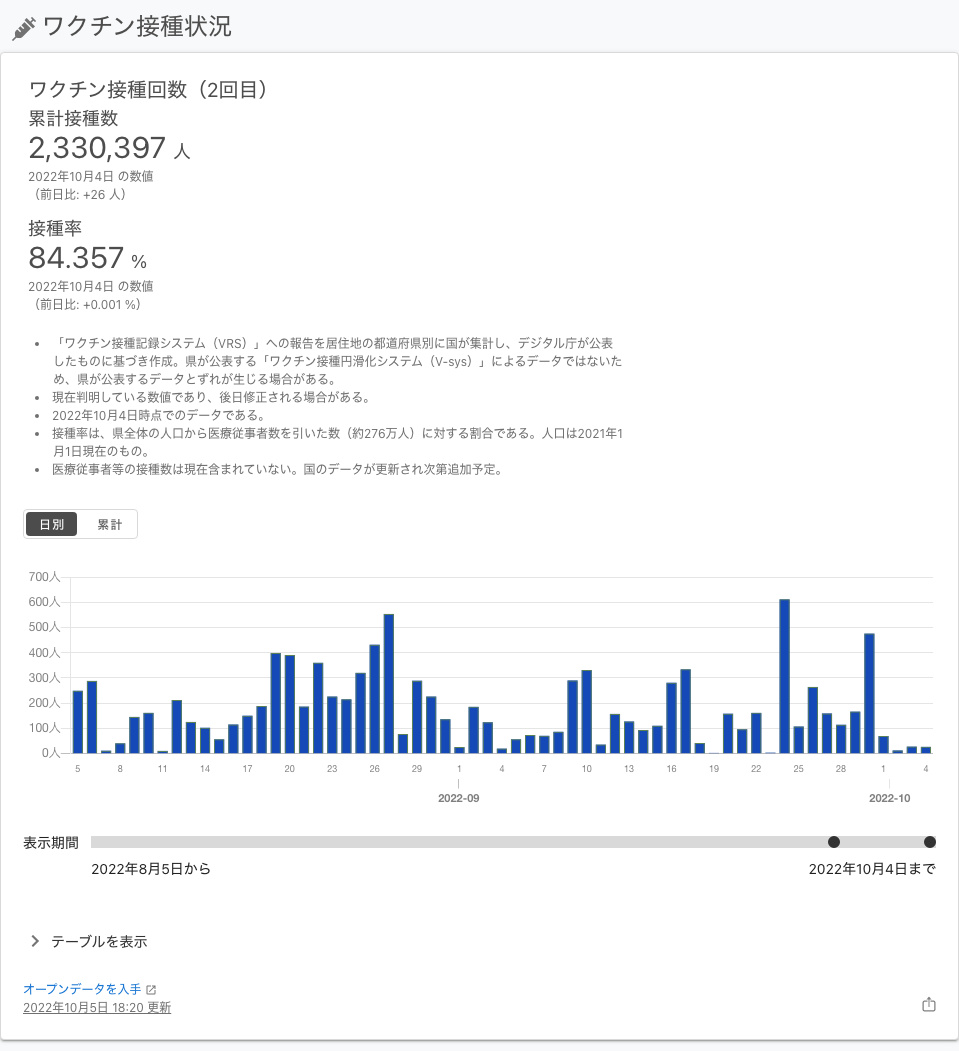 ワクチン接種状況
ワクチン接種回数（2回目）
累計接種数
2,330,397 人
2022年10月4日 の数値
（前日比: +26 人）
接種率
84.357 %
2022年10月4日 の数値
（前日比: +0.001 %）
• 「ワクチン接種記録システム（VRS）」への報告を居住地の都道府県別に国が集計し、デジタル庁が公表
したものに基づき作成。県が公表する「ワクチン接種円滑化システム（V-sys）」によるデータではないた
め、県が公表するデータとずれが生じる場合がある。
• 現在判明している数値であり、後日修正される場合がある。
• 2022年10月4日時点でのデータである。
• 接種率は、県全体の人口から医療従事者数を引いた数（約276万人）に対する割合である。人口は2021年1
月1日現在のもの。
• 医療従事者等の接種数は現在含まれていない。国のデータが更新され次第追加予定。
日別 累計
700人
600人
500人
400人
300人
200人
100人
0人
5 8 11 14 17 20 23 26 29 1 4 7 10 13 16 19 22 25 28 1 4
2022-09 2022-10
表示期間
2022年8月5日から 2022年10月4日まで
テーブルを表示
オープンデータを入手
2022年10月5日 18:20 更新